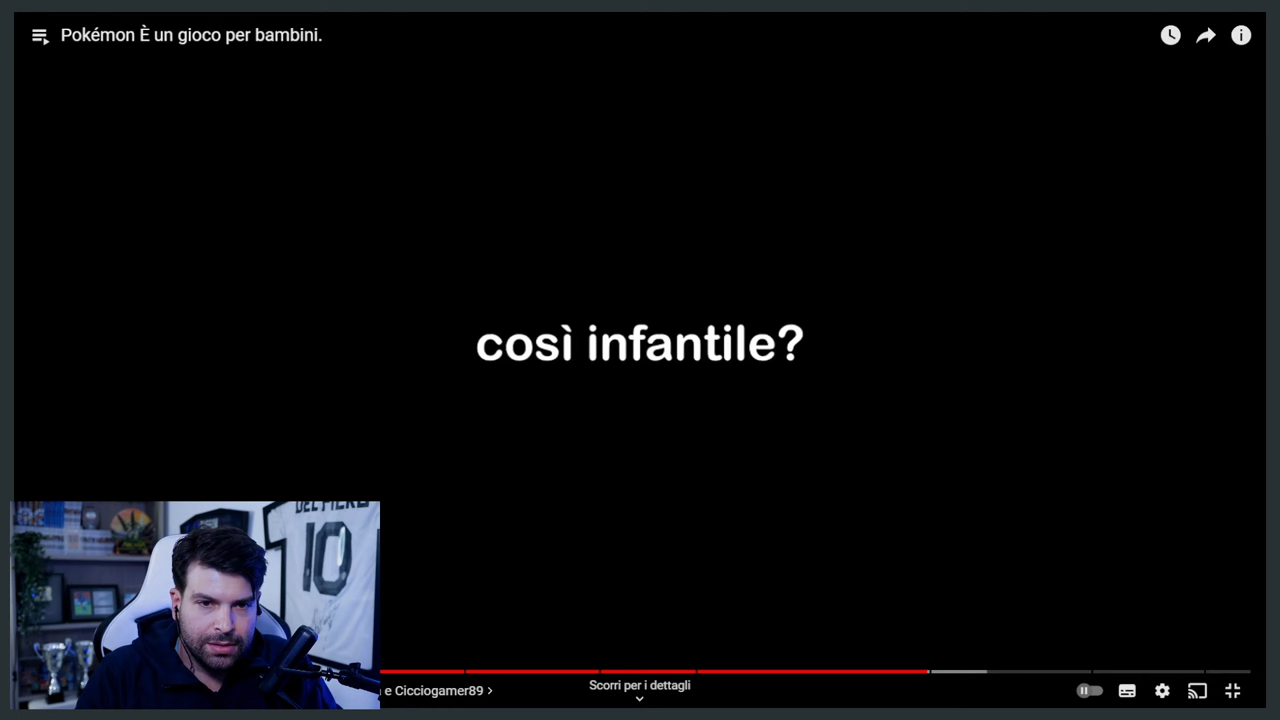 Pokémon È un gioco per bambini.
così infantile?
10
e Cicciogamer89
Scorri per i dettagli